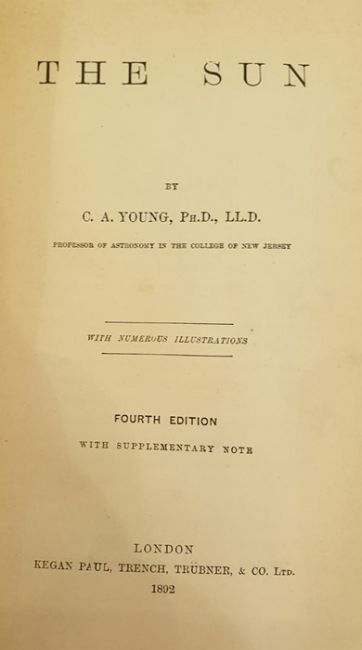 THE SUN
BY
C. A. YOUNG, PH.D., LL.D.
PROFESSOR OF ASTRONOMY IN THE COLLEGE OF NEW JERSEY
WITH NUMEROUS ILLUSTRATIONS
FOURTH EDITION
WITH SUPPLEMENTARY NOTE
LONDON
KEGAN PAUL, TRENCH, TRÜBNER, & CO. LTD.
1892